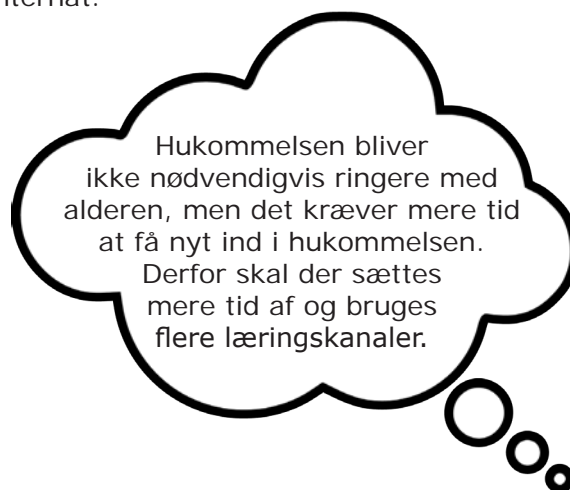 Hukommelsen bliver
ikke nødvendigvis ringere med
alderen, men det kræver mere tid
at få nyt ind i hukommelsen.
Derfor skal der sættes
mere tid af og bruges
flere læringskanaler.